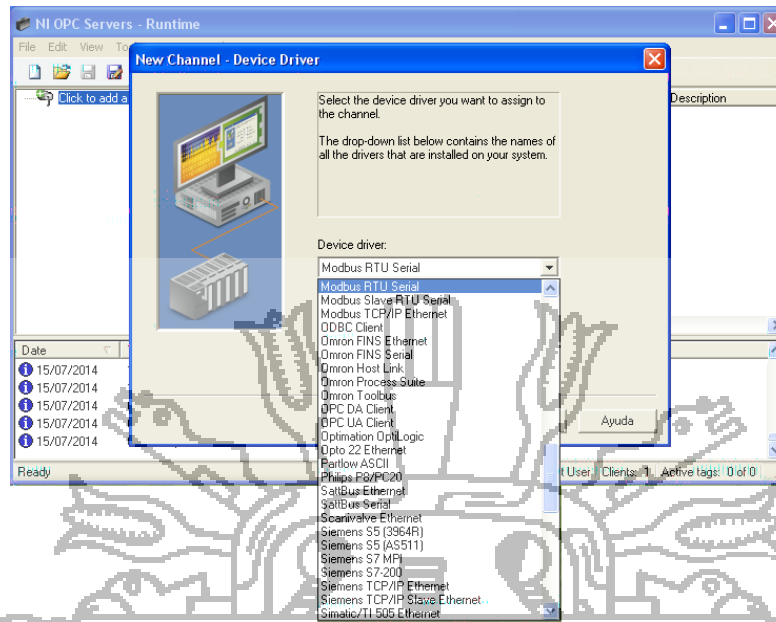 NI OPC Servers - Runtime
File Edit View To
New Channel - Device Driver
Click to add a
Description
Select the device driver you want to assign to
the channel.
The drop-down list below contains the names of
all the drivers that are installed on your system.
Device driver:
Modbus RTU Serial
Modbus RTU Serial
Modbus Slave RTU Serial
Modbus TCP/IP Ethernet
ODBC Client
Omron FINS Ethernet
Omron FINS Serial
Omron Host Link
Omron Process Suite
Omron Toolbus
OPC DA Client
OPC UA Client
Optimation OptiLogic
Opto 22 Ethernet
Partlow ASCII
Philips P8/PC20
SattBus Ethernet
SattBus Serial
Scanivalve Ethernet
Siemens S5 (3964R)
Siemens S5 (AS511)
Siemens S7 MPI
Siemens S7-200
Siemens TCP/IP Ethernet
Siemens TCP/IP Slave Ethernet
Simatic/TI 505 Ethernet
Ayuda
Date
15/07/2014
15/07/2014
15/07/2014
15/07/2014
15/07/2014
Ready
t User: Clients: 1 Active tags: 0 of 0